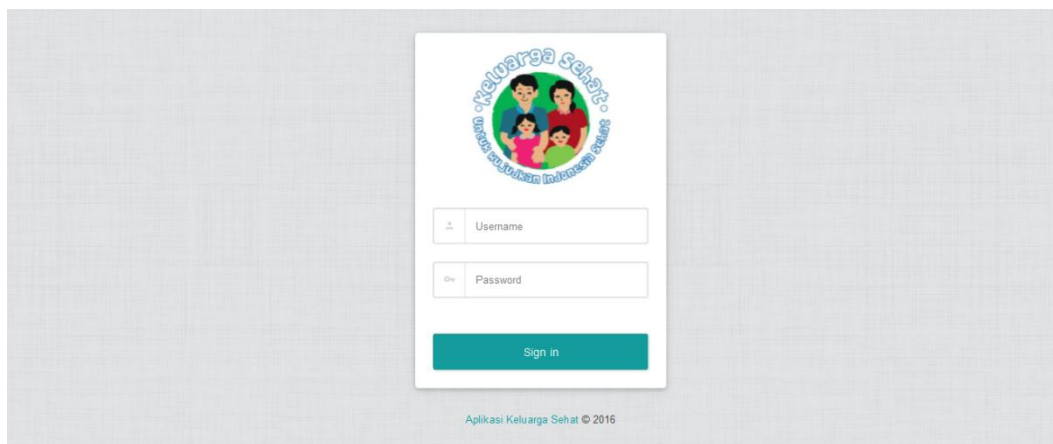 Keluarga Sehat
untuk wujudkan Indonesia Sehat
Username
Password
Sign in
Aplikasi Keluarga Sehat © 2016